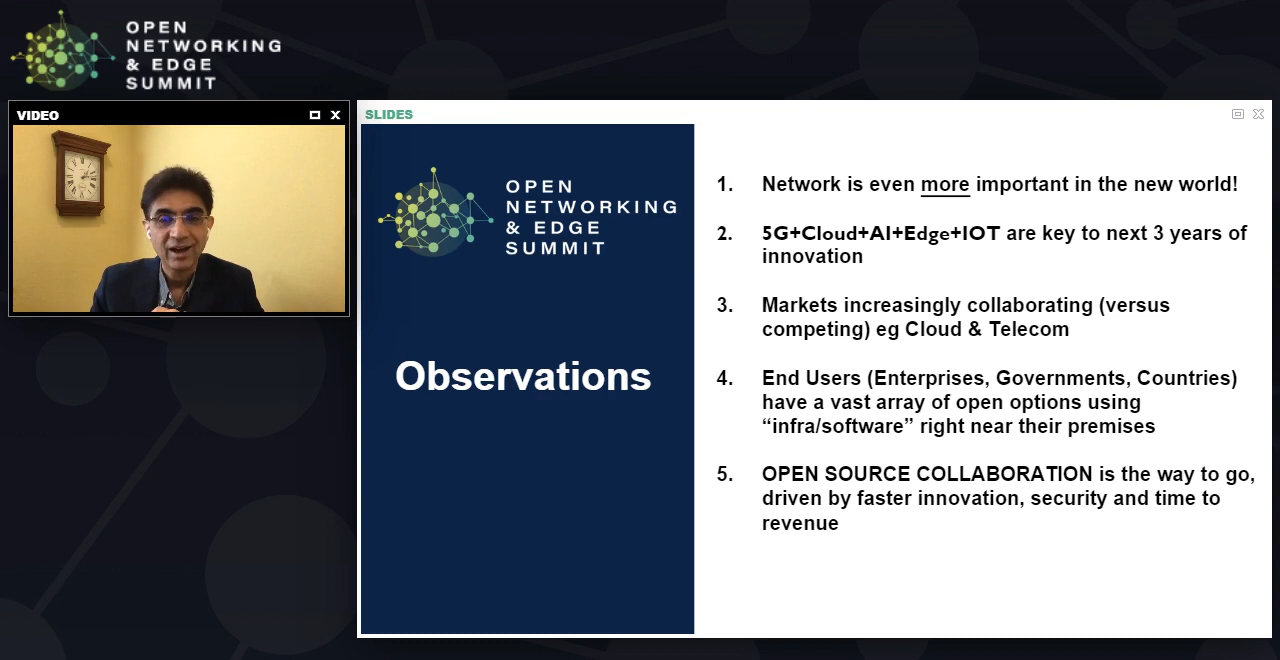 OPEN
NETWORKING
& EDGE
SUMMIT
VIDEO
SLIDES
OPEN
NETWORKING
& EDGE
SUMMIT
Observations
1. Network is even more important in the new world!
2. 5G+Cloud+AI+Edge+IOT are key to next 3 years of
innovation
3. Markets increasingly collaborating (versus
competing) eg Cloud & Telecom
4. End Users (Enterprises, Governments, Countries)
have a vast array of open options using
“infra/software” right near their premises
5. OPEN SOURCE COLLABORATION is the way to go,
driven by faster innovation, security and time to
revenue